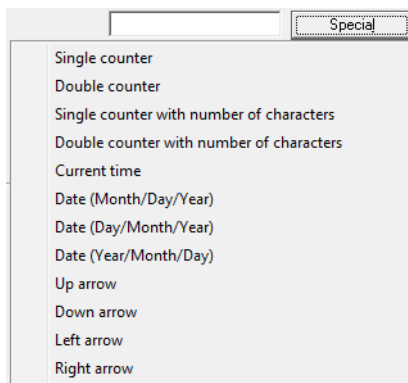 Special
Single counter
Double counter
Single counter with number of characters
Double counter with number of characters
Current time
Date (Month/Day/Year)
Date (Day/Month/Year)
Date (Year/Month/Day)
Up arrow
Down arrow
Left arrow
Right arrow